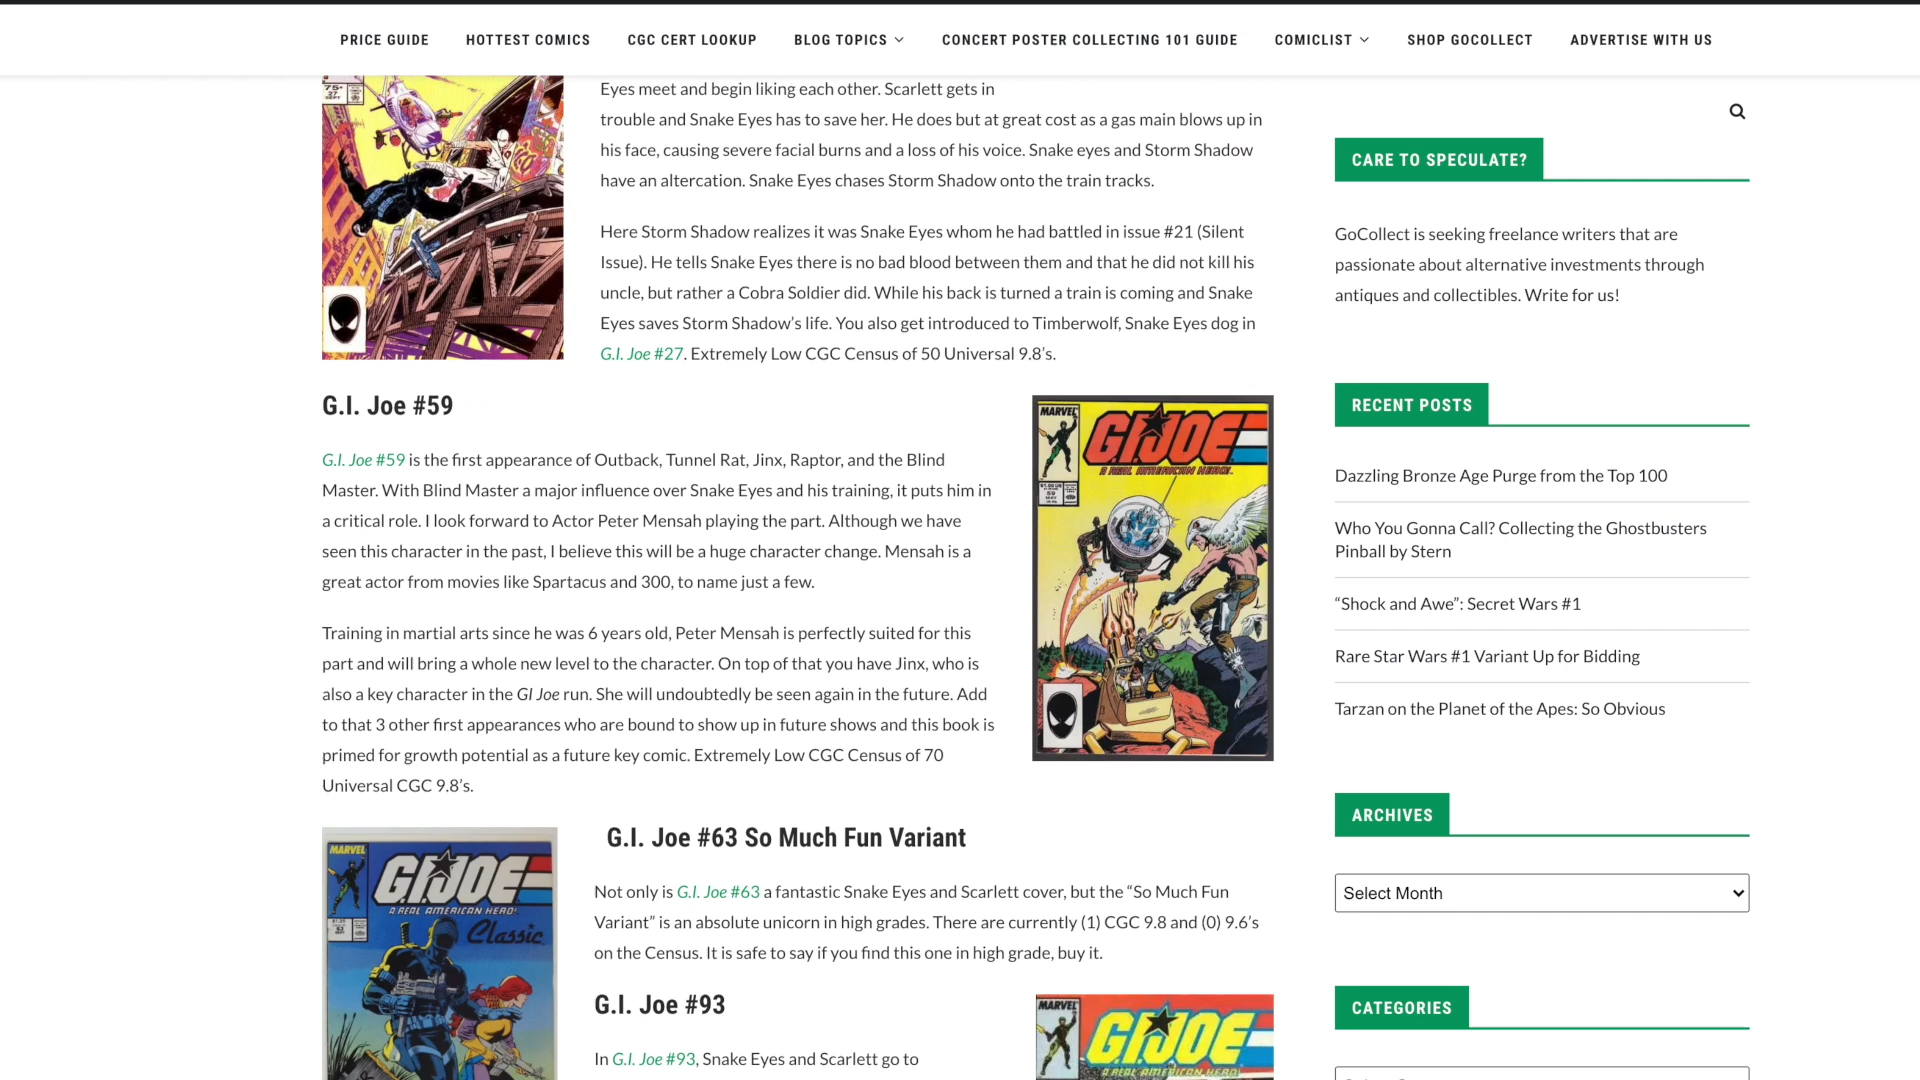 PRICE GUIDE HOTTEST COMICS CGC CERT LOOKUP BLOG TOPICS CONCERT POSTER COLLECTING 101 GUIDE COMICLIST SHOP GOCOLLECT ADVERTISE WITH US
75¢
27
SEPT
Eyes meet and begin liking each other. Scarlett gets in
trouble and Snake Eyes has to save her. He does but at great cost as a gas main blows up in
his face, causing severe facial burns and a loss of his voice. Snake eyes and Storm Shadow
have an altercation. Snake Eyes chases Storm Shadow onto the train tracks.
Here Storm Shadow realizes it was Snake Eyes whom he had battled in issue #21 (Silent
Issue). He tells Snake Eyes there is no bad blood between them and that he did not kill his
uncle, but rather a Cobra Soldier did. While his back is turned a train is coming and Snake
Eyes saves Storm Shadow’s life. You also get introduced to Timberwolf, Snake Eyes dog in
G.I. Joe #27. Extremely Low CGC Census of 50 Universal 9.8’s.
G.I. Joe #59
G.I. Joe #59 is the first appearance of Outback, Tunnel Rat, Jinx, Raptor, and the Blind
Master. With Blind Master a major influence over Snake Eyes and his training, it puts him in
a critical role. I look forward to Actor Peter Mensah playing the part. Although we have
seen this character in the past, I believe this will be a huge character change. Mensah is a
great actor from movies like Spartacus and 300, to name just a few.
Training in martial arts since he was 6 years old, Peter Mensah is perfectly suited for this
part and will bring a whole new level to the character. On top of that you have Jinx, who is
also a key character in the GI Joe run. She will undoubtedly be seen again in the future. Add
to that 3 other first appearances who are bound to show up in future shows and this book is
primed for growth potential as a future key comic. Extremely Low CGC Census of 70
Universal CGC 9.8’s.
MARVEL
G.I.JOE
A REAL AMERICAN HERO!
$1.00 US
59
MAY
MARVEL
G.I.JOE
A REAL AMERICAN HERO!
63
Classic
G.I. Joe #63 So Much Fun Variant
Not only is G.I. Joe #63 a fantastic Snake Eyes and Scarlett cover, but the “So Much Fun
Variant” is an absolute unicorn in high grades. There are currently (1) CGC 9.8 and (0) 9.6’s
on the Census. It is safe to say if you find this one in high grade, buy it.
G.I. Joe #93
In G.I. Joe #93, Snake Eyes and Scarlett go to
MARVEL
G.I.JOE
A REAL AMERICAN HERO!
CARE TO SPECULATE?
GoCollect is seeking freelance writers that are
passionate about alternative investments through
antiques and collectibles. Write for us!
RECENT POSTS
Dazzling Bronze Age Purge from the Top 100
Who You Gonna Call? Collecting the Ghostbusters
Pinball by Stern
“Shock and Awe”: Secret Wars #1
Rare Star Wars #1 Variant Up for Bidding
Tarzan on the Planet of the Apes: So Obvious
ARCHIVES
Select Month
CATEGORIES